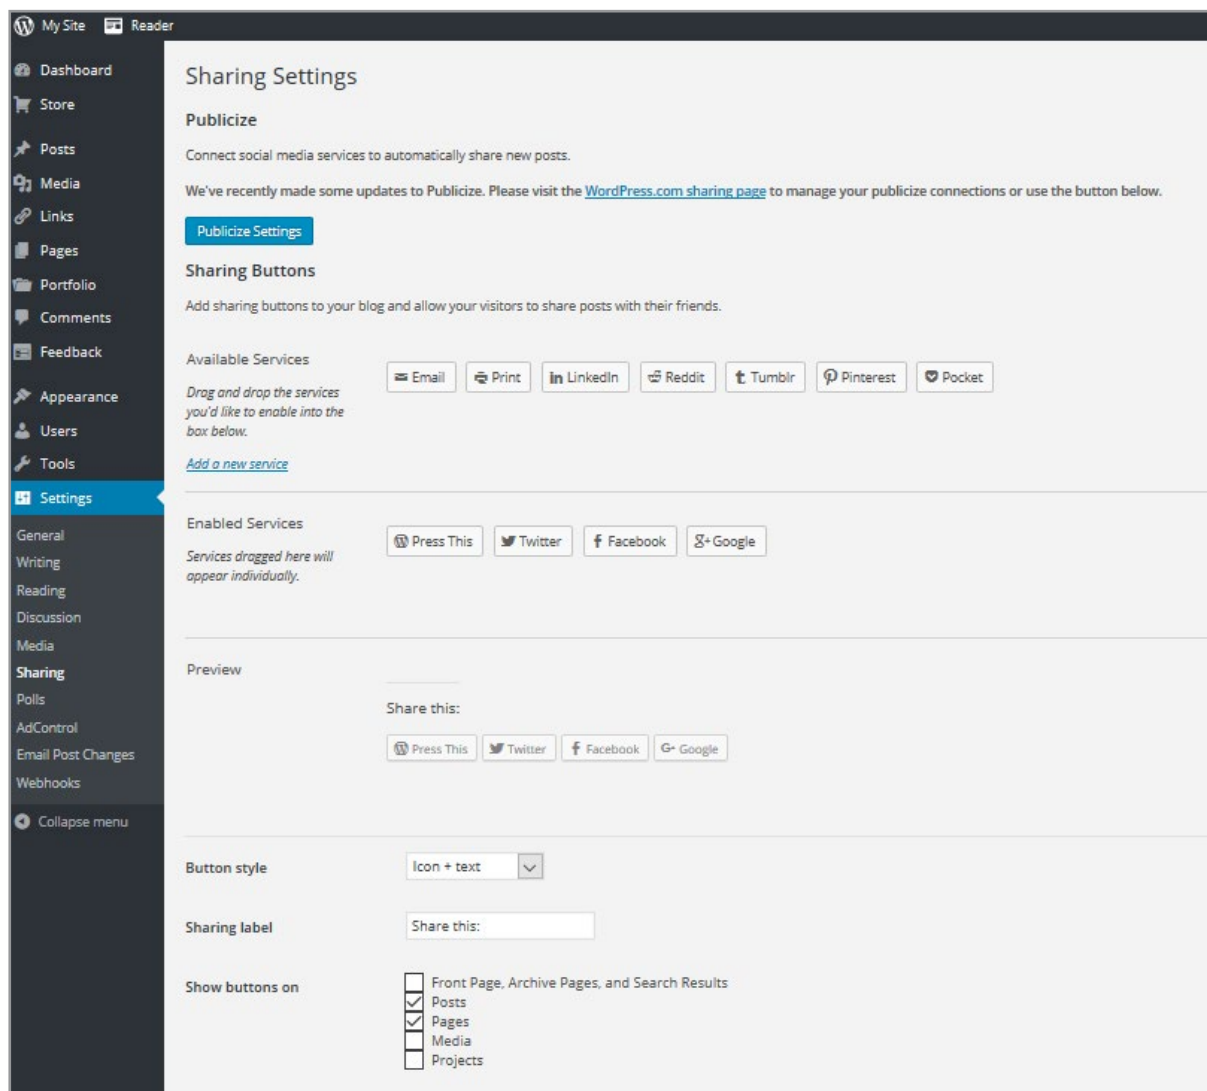 My Site Reader
Dashboard
Store
Posts
Media
Links
Pages
Portfolio
Comments
Feedback
Appearance
Users
Tools
Settings
General
Writing
Reading
Discussion
Media
Sharing
Polls
AdControl
Email Post Changes
Webhooks
Collapse menu
Sharing Settings
Publicize
Connect social media services to automatically share new posts.
We've recently made some updates to Publicize. Please visit the WordPress.com sharing page to manage your publicize connections or use the button below.
Publicize Settings
Sharing Buttons
Add sharing buttons to your blog and allow your visitors to share posts with their friends.
Available Services
Drag and drop the services
you'd like to enable into the
box below.
Add a new service
Email Print LinkedIn Reddit Tumblr Pinterest Pocket
Enabled Services
Services dragged here will
appear individually.
Press This Twitter Facebook Google
Preview
Share this:
Press This Twitter Facebook Google
Button style Icon + text
Sharing label Share this:
Show buttons on
Front Page, Archive Pages, and Search Results
Posts
Pages
Media
Projects